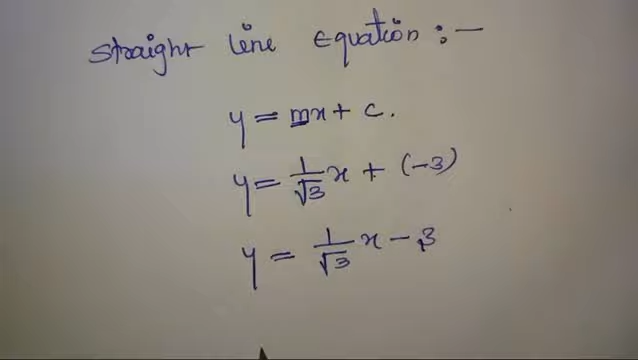 Straight line Equation :-
y = mx + c.
y = 1/√3 x + (-3)
y = 1/√3 x - 3